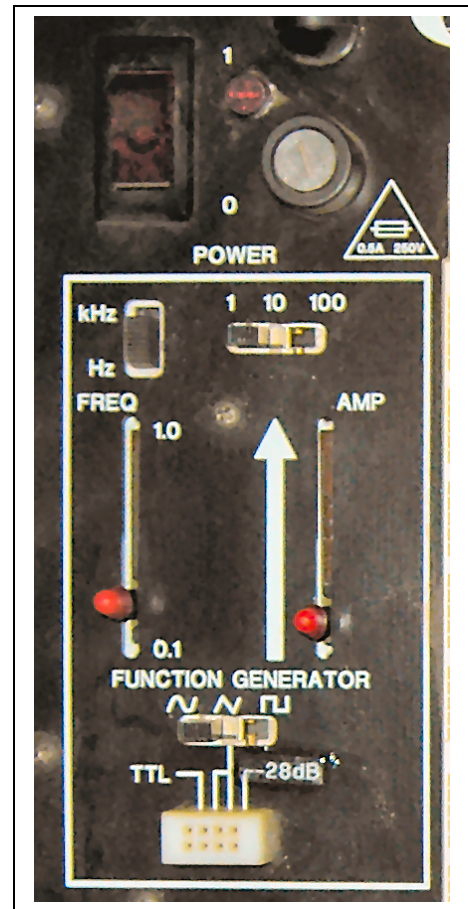 1
0
POWER
0.5A 250V
kHz
1 10 100
Hz
FREQ
AMP
1.0
0.1
FUNCTION GENERATOR
TTL
-28dB